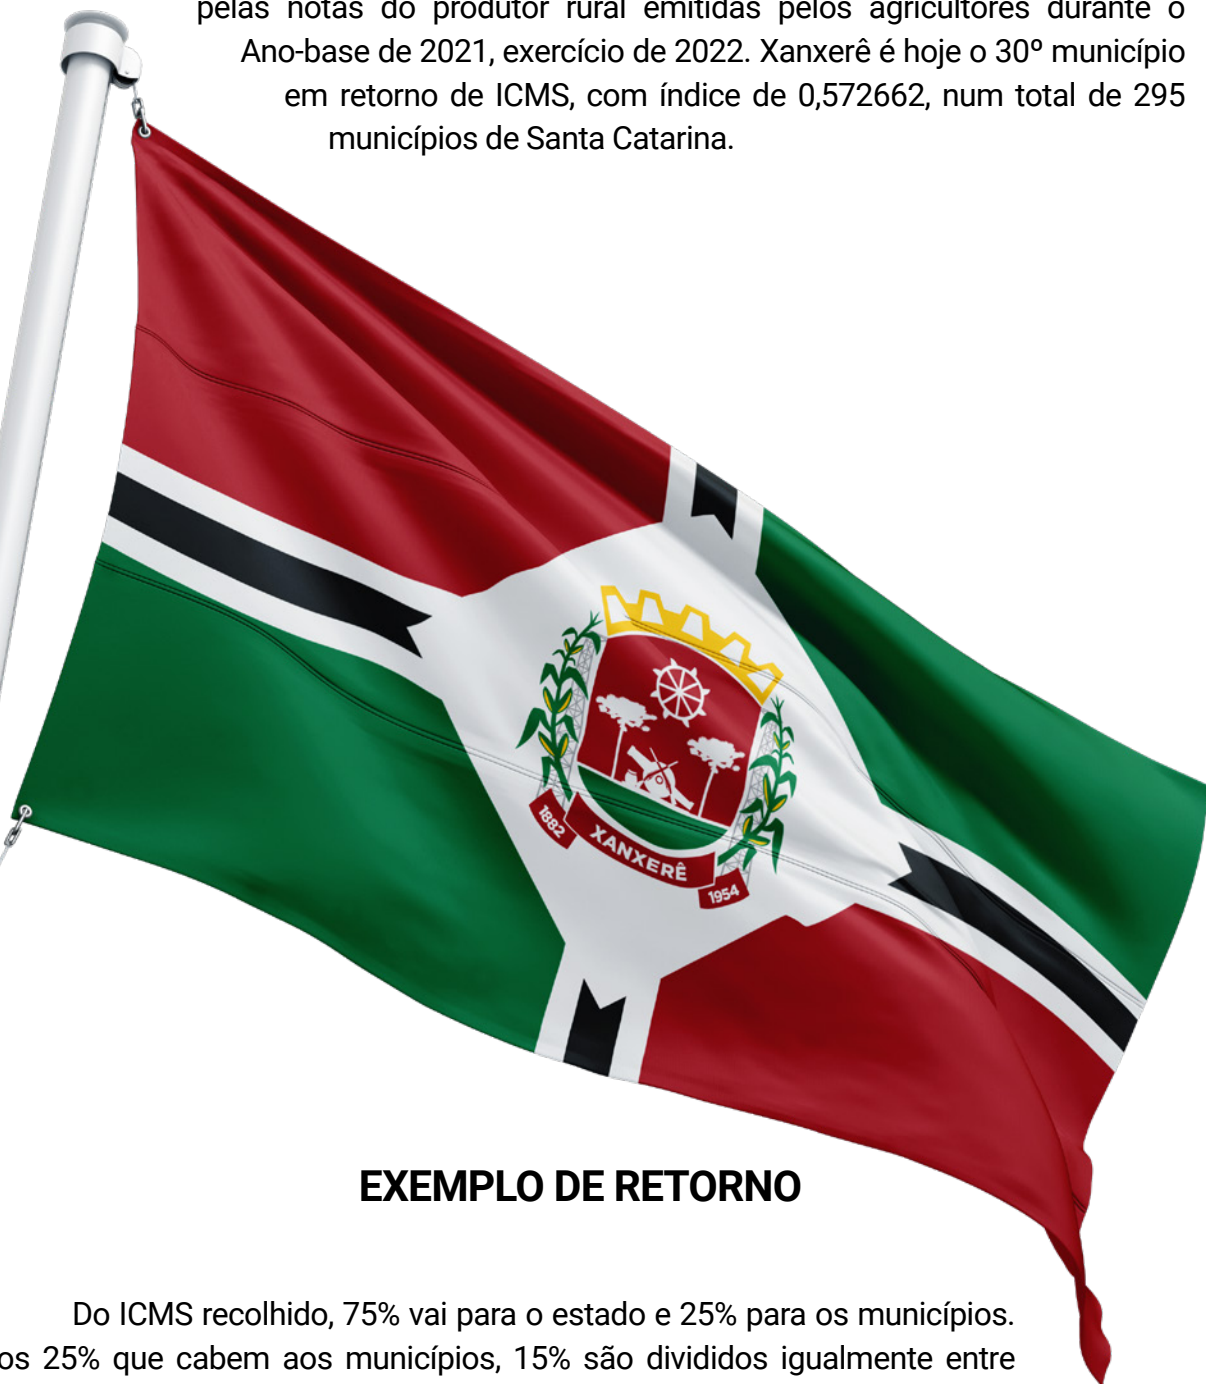 pelas notas do produtor rural emitidas pelos agricultores durante o
Ano-base de 2021, exercício de 2022. Xanxerê é hoje o 30º município
em retorno de ICMS, com índice de 0,572662, num total de 295
municípios de Santa Catarina.
1882
XANXERÊ
1954
EXEMPLO DE RETORNO
Do ICMS recolhido, 75% vai para o estado e 25% para os municípios.
os 25% que cabem aos municípios, 15% são divididos igualmente entre